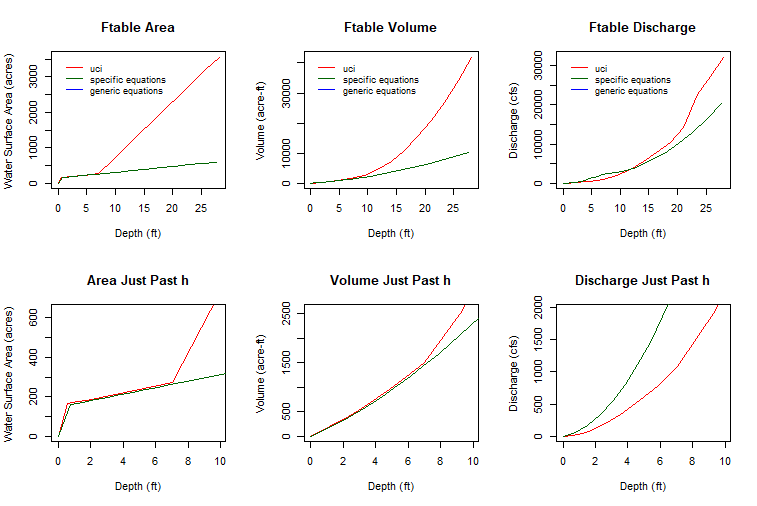 Ftable Area
Water Surface Area (acres)
0 1000 2000 3000
uci
specific equations
generic equations
0 5 10 15 20 25
Depth (ft)
Ftable Volume
Volume (acre-ft)
0 10000 30000
uci
specific equations
generic equations
0 5 10 15 20 25
Depth (ft)
Ftable Discharge
Discharge (cfs)
0 10000 20000 30000
uci
specific equations
generic equations
0 5 10 15 20 25
Depth (ft)
Area Just Past h
Water Surface Area (acres)
0 200 400 600
0 2 4 6 8 10
Depth (ft)
Volume Just Past h
Volume (acre-ft)
0 500 1500 2500
0 2 4 6 8 10
Depth (ft)
Discharge Just Past h
Discharge (cfs)
0 500 1000 1500 2000
0 2 4 6 8 10
Depth (ft)